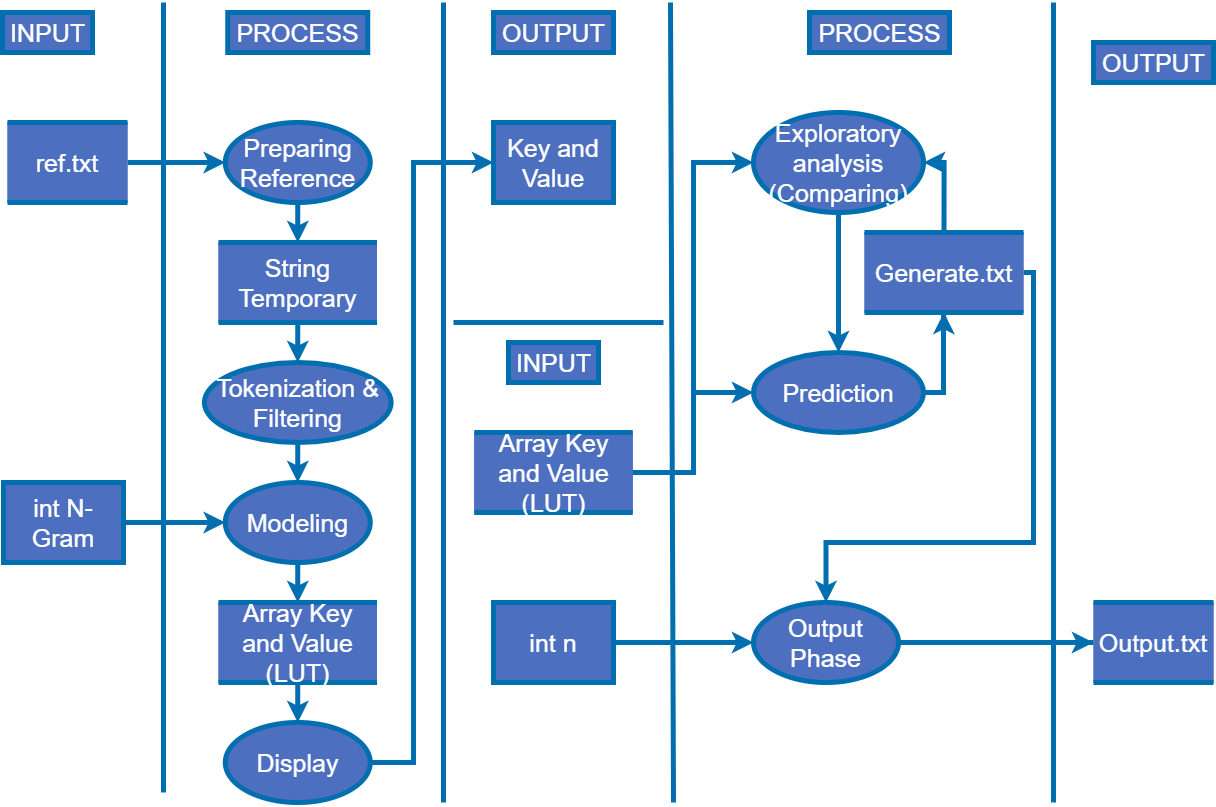 INPUT
PROCESS
OUTPUT
PROCESS
OUTPUT
ref.txt
Preparing
Reference
String
Temporary
Tokenization &
Filtering
int N-
Gram
Modeling
Array Key
and Value
(LUT)
Display
Key and
Value
INPUT
Array Key
and Value
(LUT)
int n
Exploratory
analysis
(Comparing)
Generate.txt
Prediction
Output
Phase
Output.txt